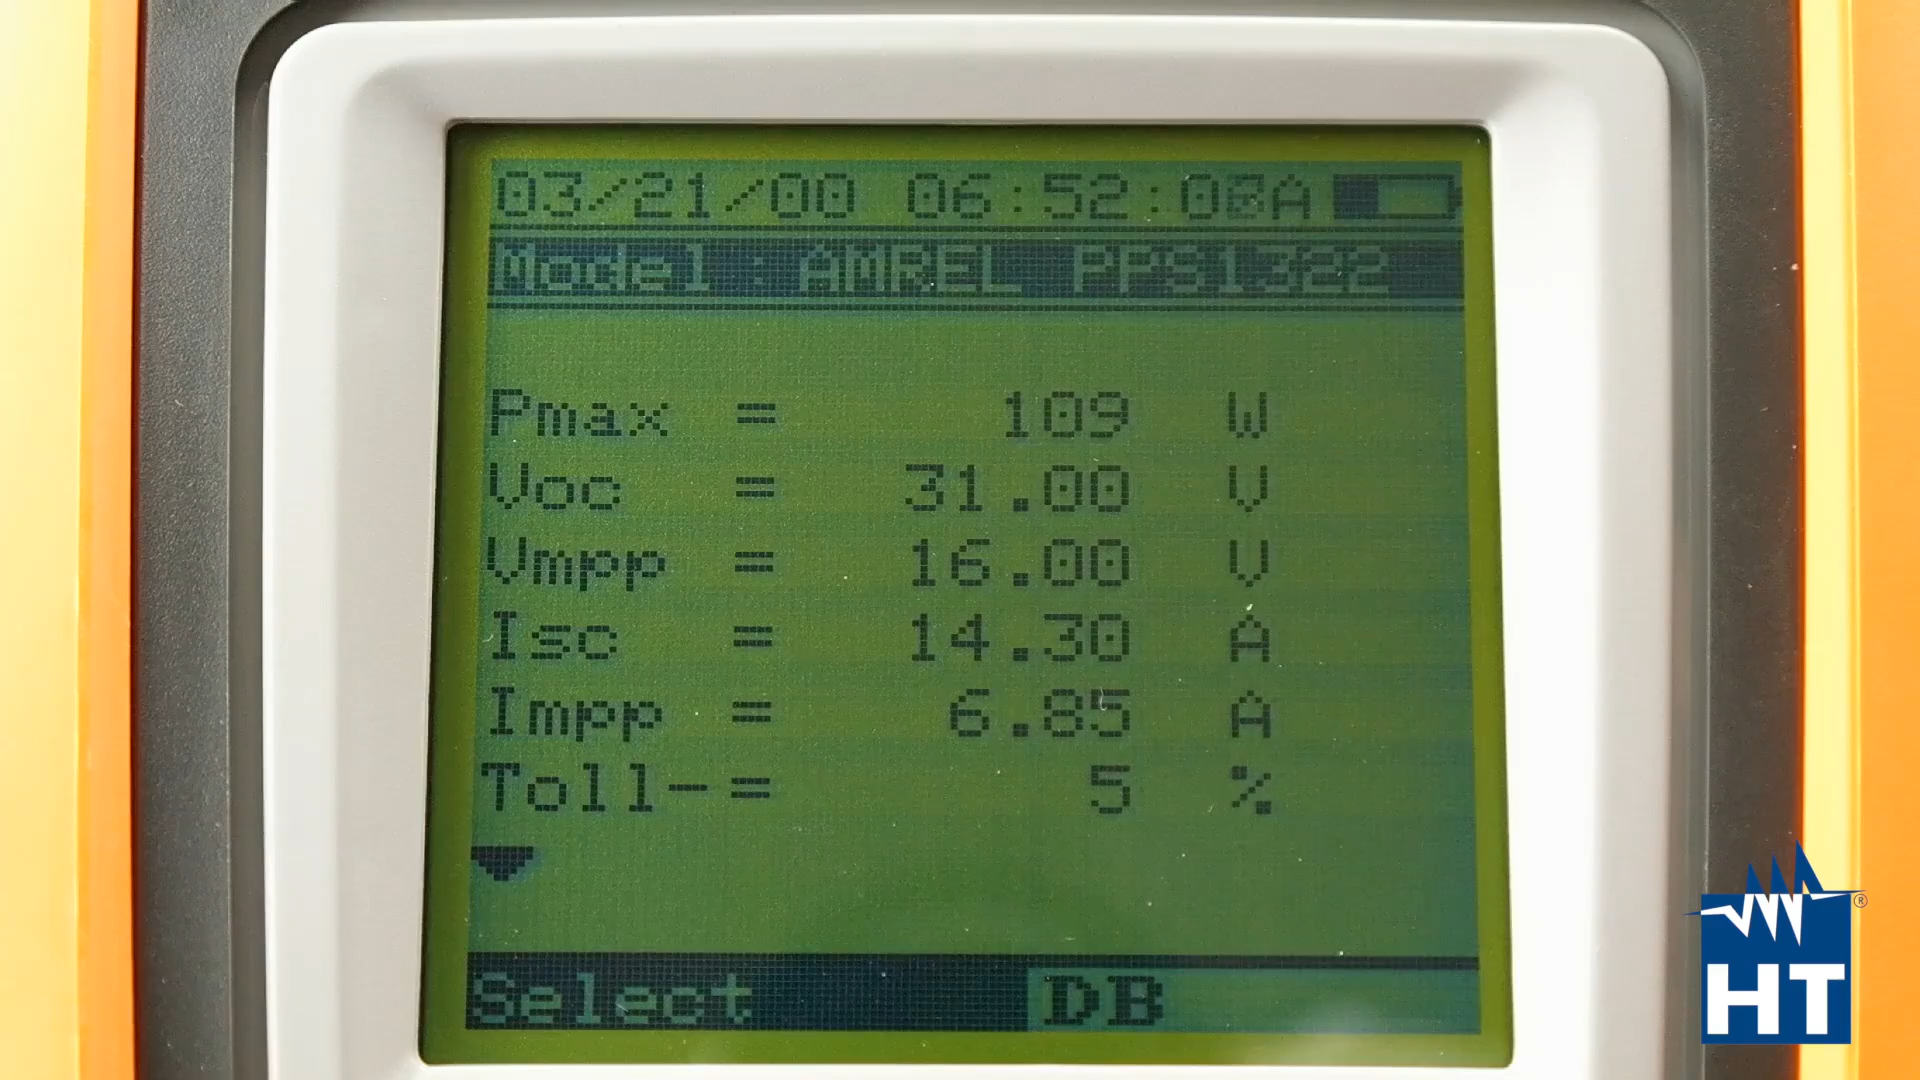 03/21/00 06:52:08A
Model : AMREL PPS1322
Pmax = 109 W
Voc = 31.00 V
Vmpp = 16.00 V
Isc = 14.30 A
Impp = 6.85 A
Toll-= 5 %
Select DB
HT®